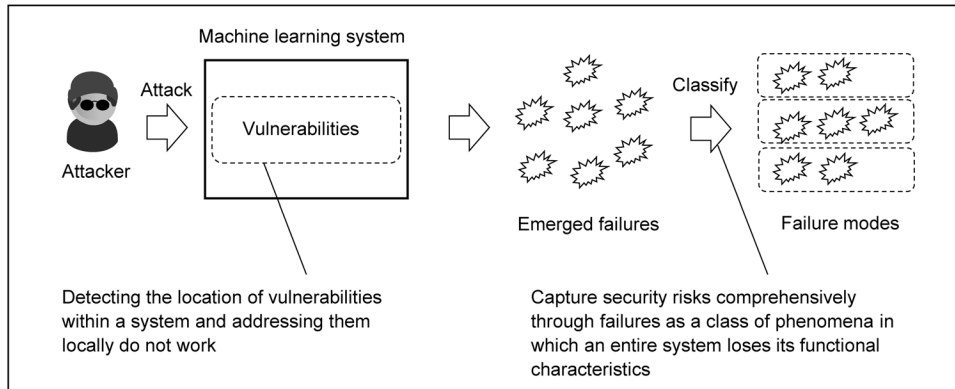 Machine learning system
Attack
Vulnerabilities
Attacker
Classify
Emerged failures
Failure modes
Detecting the location of vulnerabilities
within a system and addressing them
locally do not work
Capture security risks comprehensively
through failures as a class of phenomena in
which an entire system loses its functional
characteristics